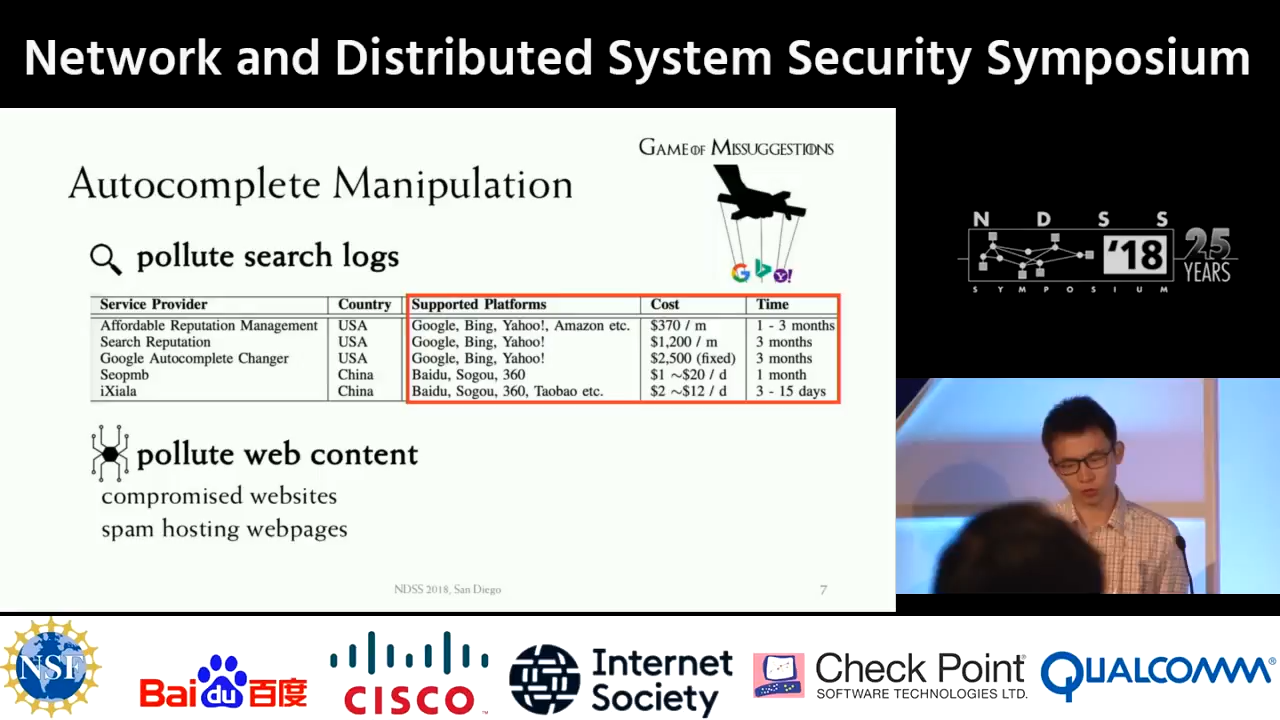 Network and Distributed System Security Symposium
GAME OF MISSUGGESTIONS
Autocomplete Manipulation
pollute search logs
Service Provider Country Supported Platforms Cost Time
Affordable Reputation Management USA Google, Bing, Yahoo!, Amazon etc. $370 / m 1 - 3 months
Search Reputation USA Google, Bing, Yahoo! $1,200 / m 3 months
Google Autocomplete Changer USA Google, Bing, Yahoo! $2,500 (fixed) 3 months
Seopmb China Baidu, Sogou, 360 $1 ∼$20 / d 1 month
iXiala China Baidu, Sogou, 360, Taobao etc. $2 ∼$12 / d 3 - 15 days
pollute web content
compromised websites
spam hosting webpages
NDSS 2018, San Diego 7
N D S S
'18
25 YEARS
SYMPOSIUM
NSF
Bai du 百度
CISCO
Internet Society
Check Point
SOFTWARE TECHNOLOGIES LTD.
QUALCOMM